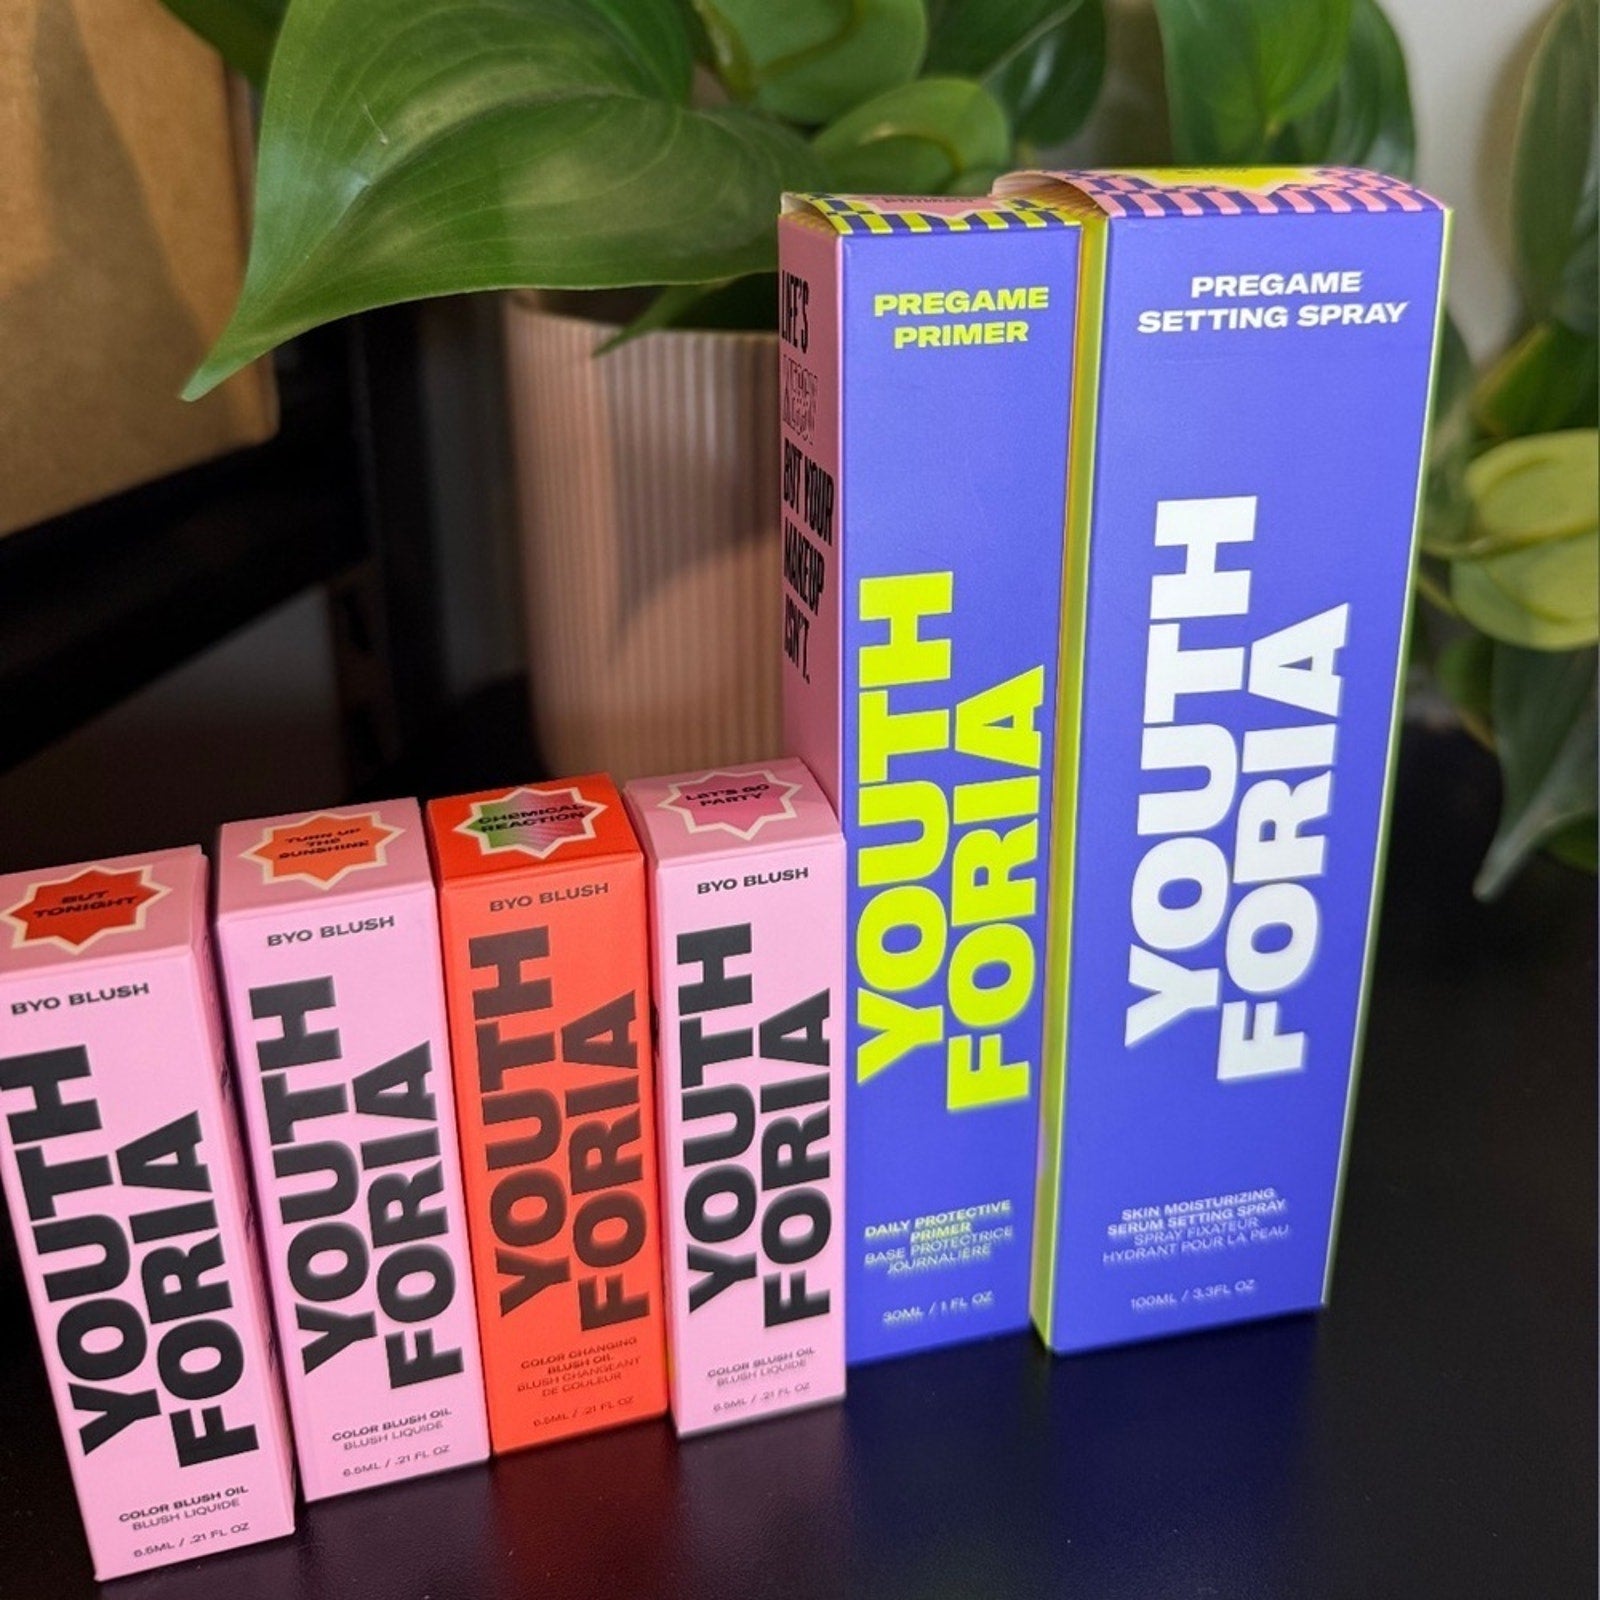 BUT
TONIGHT
BYO BLUSH
YOUTH
FORIA
COLOR BLUSH OIL
BLUSH LIQUIDE
6.5ML / .21 FL OZ
TURN UP
THE
SUNSHINE
BYO BLUSH
YOUTH
FORIA
COLOR BLUSH OIL
BLUSH LIQUIDE
6.5ML / .21 FL OZ
CHEMICAL
REACTION
BYO BLUSH
YOUTH
FORIA
COLOR CHANGING
BLUSH OIL
BLUSH CHANGEANT
DE COULEUR
6.5ML / .21 FL OZ
LET'S GO
PARTY
BYO BLUSH
YOUTH
FORIA
COLOR BLUSH OIL
BLUSH LIQUIDE
6.5ML / .21 FL OZ
LIFE'S
MESSY
BUT YOUR
MAKEUP
ISN'T.
PRIMER
PREGAME
PRIMER
YOUTH
FORIA
DAILY PROTECTIVE
PRIMER
BASE PROTECTRICE
JOURNALIÈRE
30ML / 1 FL OZ
PREGAME
SETTING SPRAY
YOUTH
FORIA
SKIN MOISTURIZING
SERUM SETTING SPRAY
SPRAY FIXATEUR
HYDRANT POUR LA PEAU
100ML / 3.3FL OZ